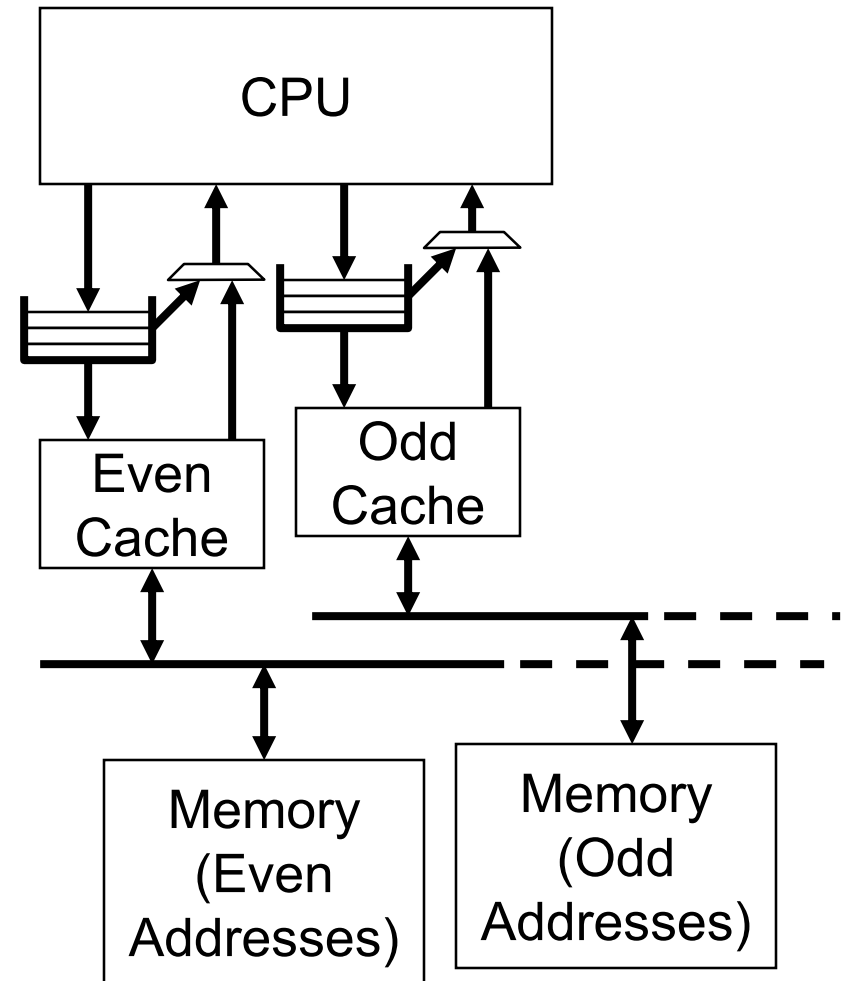 CPU
Even
Cache
Odd
Cache
Memory
(Even
Addresses)
Memory
(Odd
Addresses)